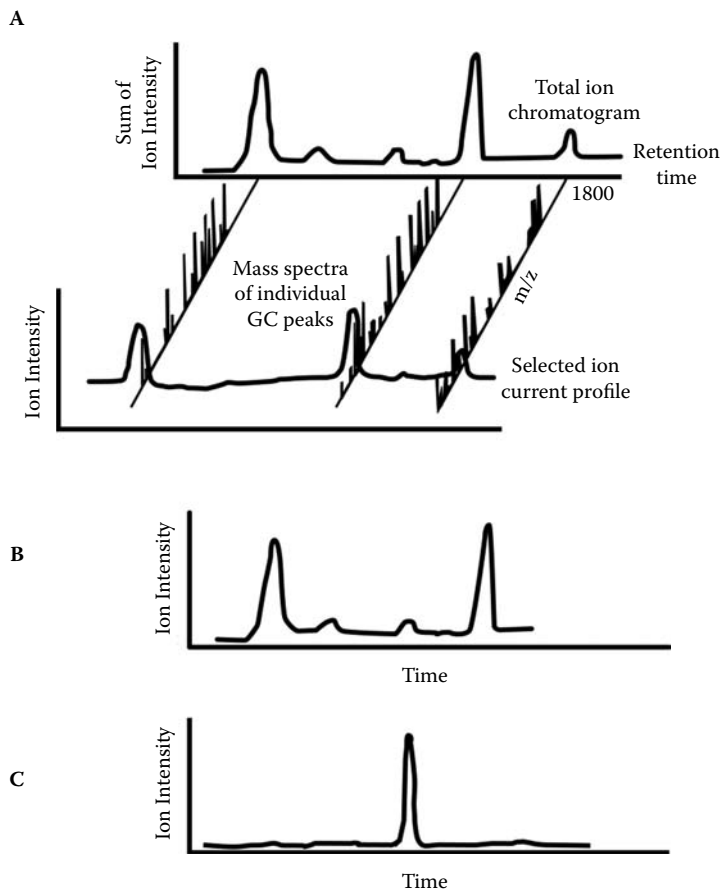 A
Sum of
Ion Intensity
Total ion
chromatogram
Retention
time
1800
Mass spectra
of individual
GC peaks
m/z
Ion Intensity
Selected ion
current profile
B
Ion Intensity
Time
C
Ion Intensity
Time